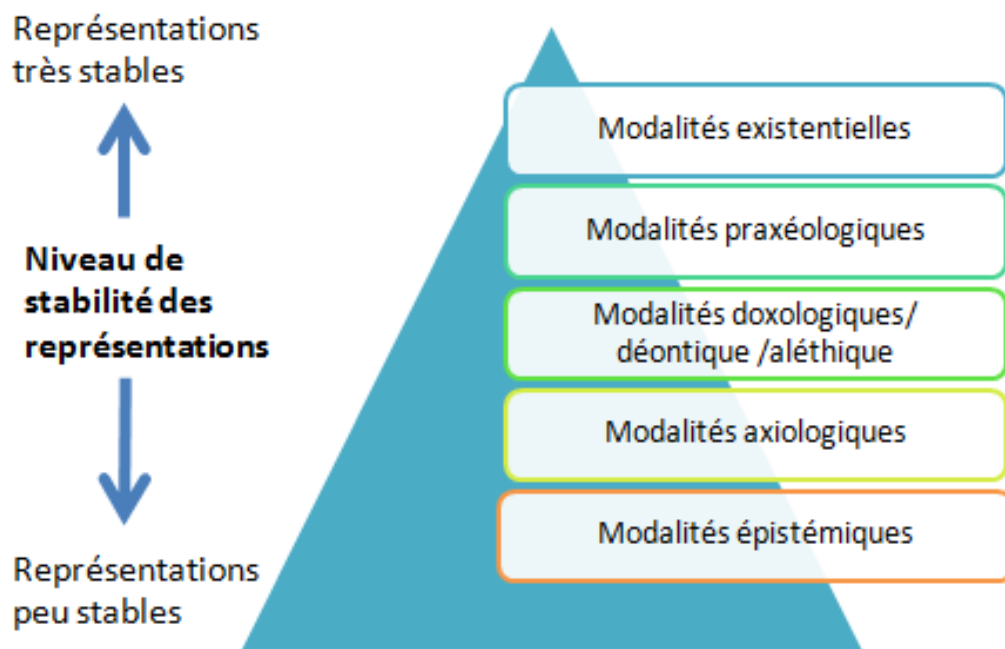 Représentations
très stables
Niveau de
stabilité des
représentations
Représentations
peu stables
Modalités existentielles
Modalités praxéologiques
Modalités doxologiques/
déontique /aléthique
Modalités axiologiques
Modalités épistémiques